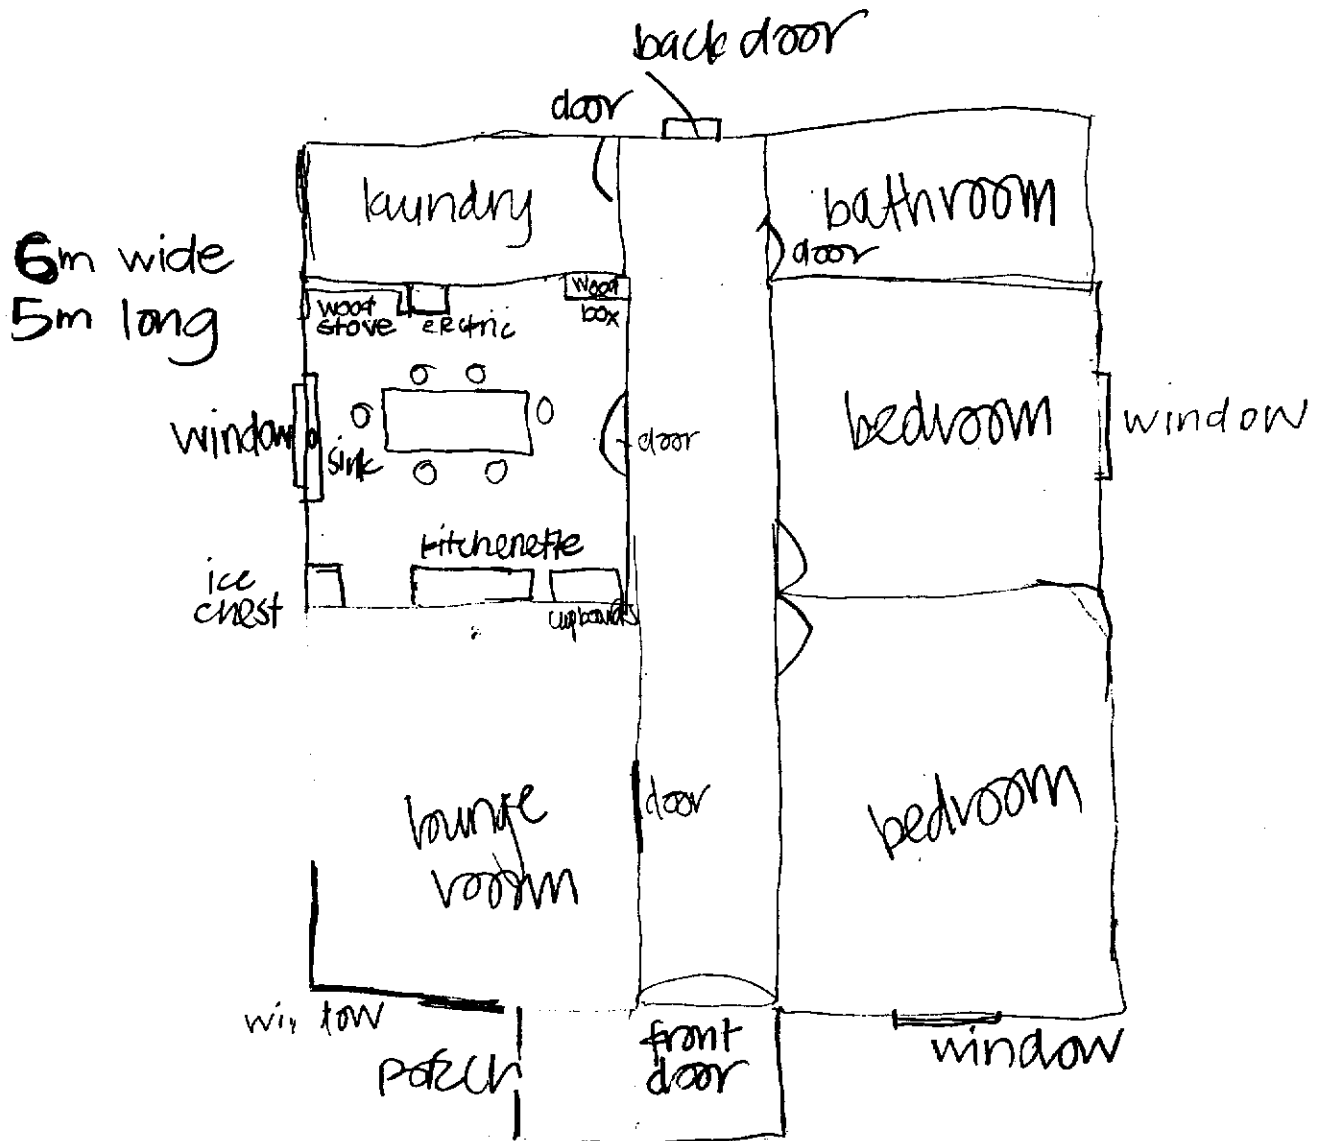 back door
door
laundry
bathroom
door
6m wide
5m long
wood
stove
electric
wood
box
window
sink
door
bedroom
window
kitchenette
ice
chest
cupboards
door
lounge
room
bedroom
window
porch
front
door
window